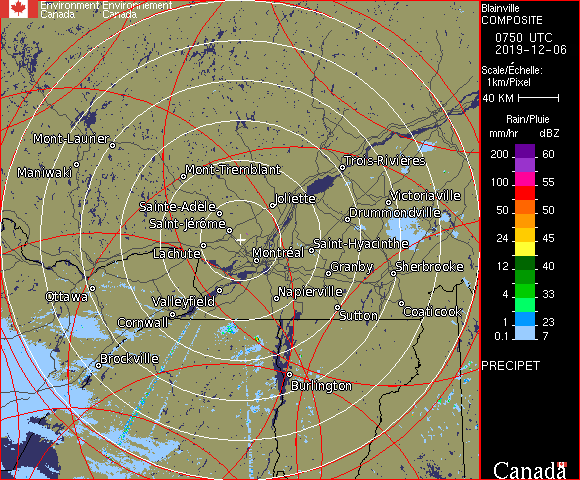 Environment Environnement
Canada Canada
Blainville
COMPOSITE
0750 UTC
2019-12-06
Scale/Échelle:
1km/Pixel
40 KM
Rain/Pluie
mm/hr dBZ
200 60
150 57
100 55
50 50
24 45
12 40
4 33
1 23
0.1 7
PRECIPET
Canada
Mont-Laurier
Maniwaki
Mont-Tremblant
Trois-Rivières
Joliette
Victoriaville
Sainte-Adèle
Drummondville
Saint-Jérôme
Saint-Hyacinthe
Lachute
Montréal
Granby
Sherbrooke
Ottawa
Valleyfield
Napierville
Cornwall
Sutton
Coaticook
Brockville
Burlington